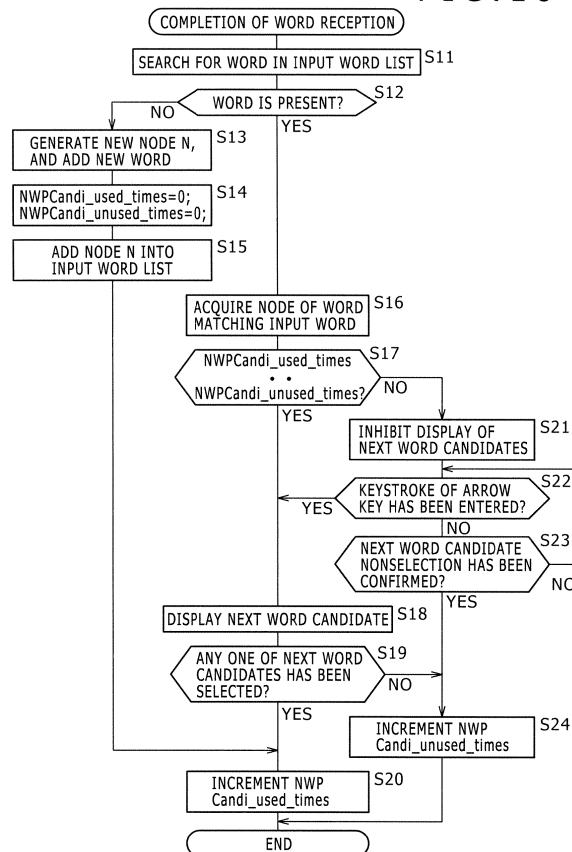 COMPLETION OF WORD RECEPTION
SEARCH FOR WORD IN INPUT WORD LIST
S11
WORD IS PRESENT?
S12
NO
YES
GENERATE NEW NODE N,
AND ADD NEW WORD
S13
NWPCandi_used_times=0;
NWPCandi_unused_times=0;
S14
ADD NODE N INTO
INPUT WORD LIST
S15
ACQUIRE NODE OF WORD
MATCHING INPUT WORD
S16
NWPCandi_used_times
. .
NWPCandi_unused_times?
S17
NO
YES
INHIBIT DISPLAY OF
NEXT WORD CANDIDATES
S21
KEYSTROKE OF ARROW
KEY HAS BEEN ENTERED?
S22
YES
NO
NEXT WORD CANDIDATE
NONSELECTION HAS BEEN
CONFIRMED?
S23
NO
YES
DISPLAY NEXT WORD CANDIDATE
S18
ANY ONE OF NEXT WORD
CANDIDATES HAS BEEN
SELECTED?
S19
NO
YES
INCREMENT NWP
Candi_unused_times
S24
INCREMENT NWP
Candi_used_times
S20
END